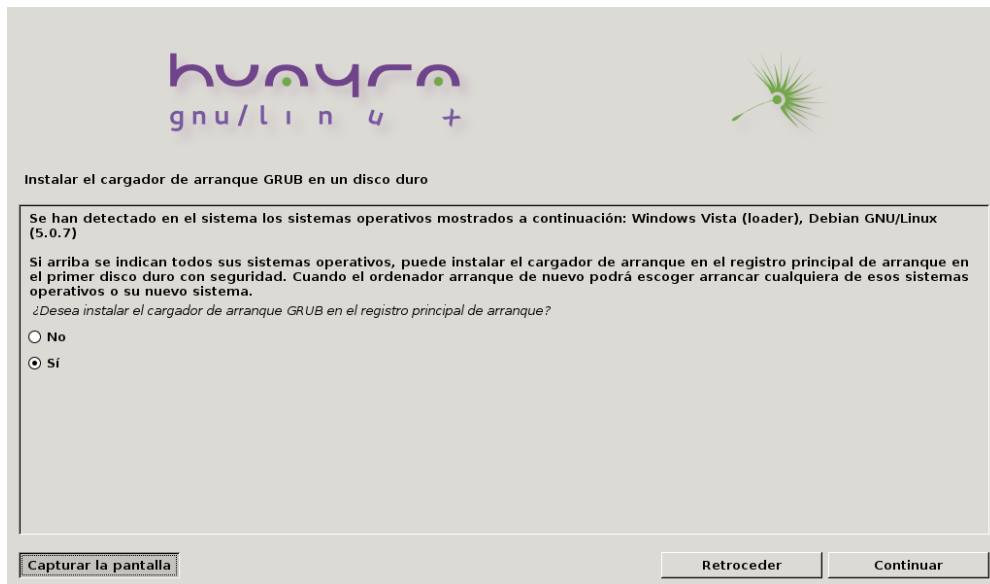 huayra
gnu/linux +
Instalar el cargador de arranque GRUB en un disco duro
Se han detectado en el sistema los sistemas operativos mostrados a continuación: Windows Vista (loader), Debian GNU/Linux
(5.0.7)
Si arriba se indican todos sus sistemas operativos, puede instalar el cargador de arranque en el registro principal de arranque en
el primer disco duro con seguridad. Cuando el ordenador arranque de nuevo podrá escoger arrancar cualquiera de esos sistemas
operativos o su nuevo sistema.
¿Desea instalar el cargador de arranque GRUB en el registro principal de arranque?
No
Sí
Capturar la pantalla Retroceder Continuar